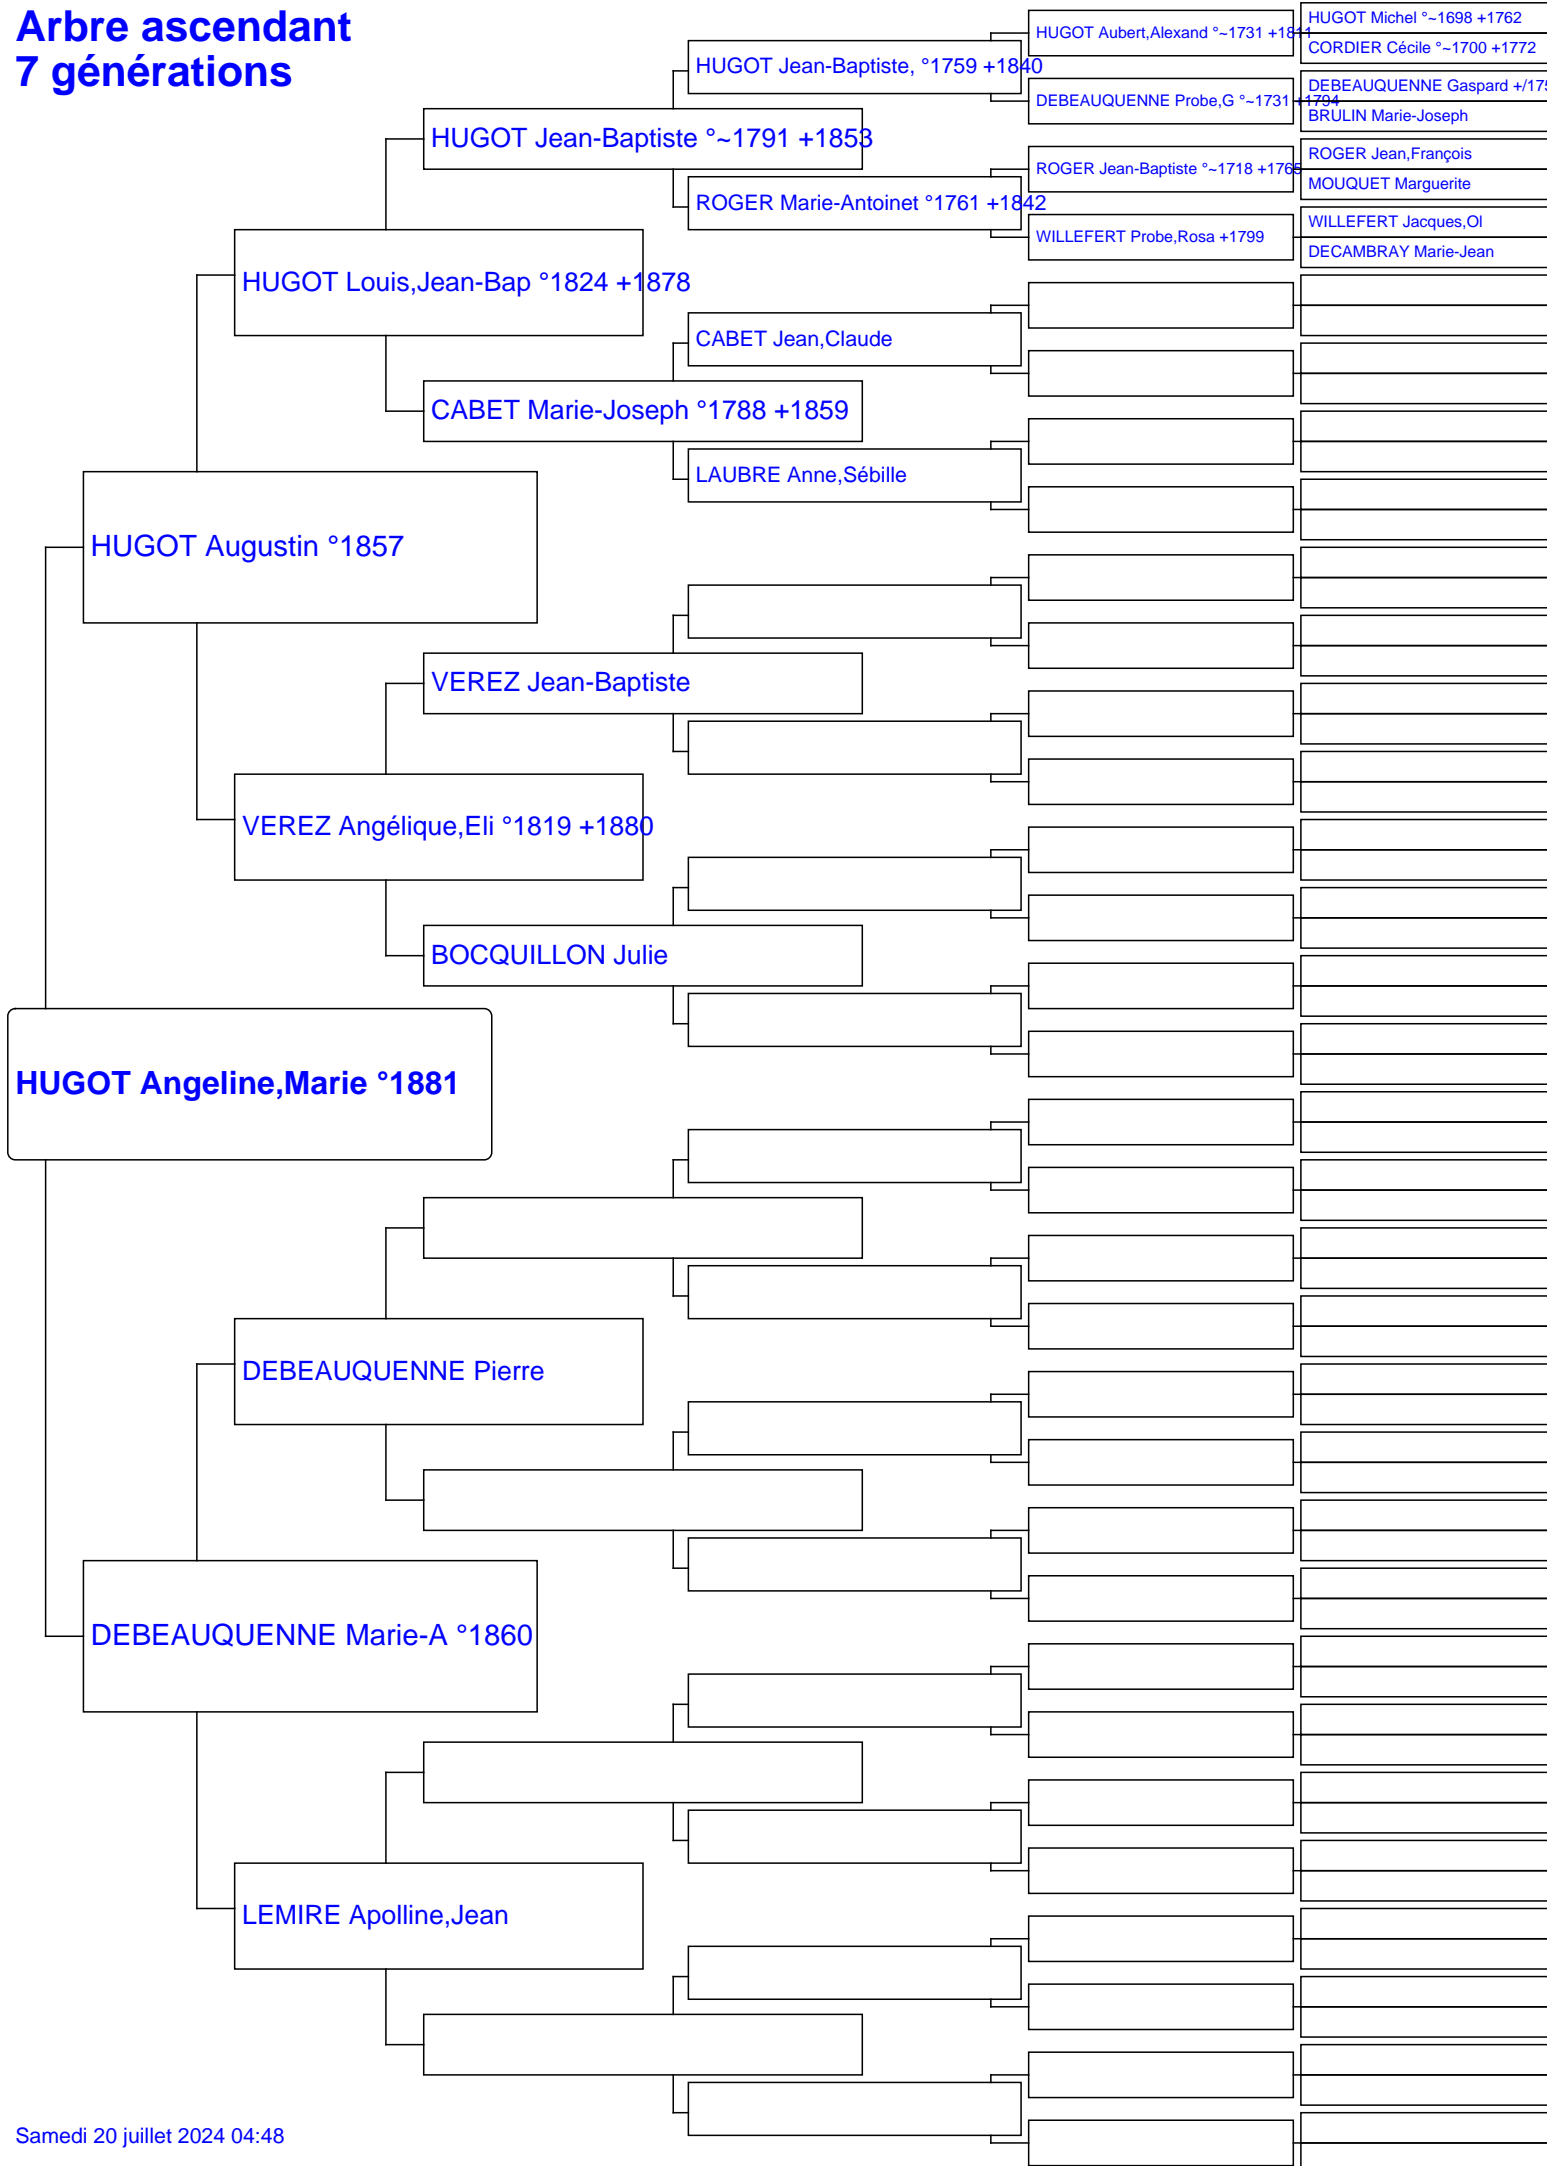 Arbre ascendant
7 générations
HUGOT Michel °~1698 +1762
HUGOT Aubert,Alexand °~1731 +1811
CORDIER Cécile °~1700 +1772
HUGOT Jean-Baptiste, °1759 +1840
DEBEAUQUENNE Gaspard +/175
DEBEAUQUENNE Probe,G °~1731 +1794
BRULIN Marie-Joseph
HUGOT Jean-Baptiste °~1791 +1853
ROGER Jean,François
ROGER Jean-Baptiste °~1718 +1765
MOUQUET Marguerite
ROGER Marie-Antoinet °1761 +1842
WILLEFERT Jacques,Ol
WILLEFERT Probe,Rosa +1799
DECAMBRAY Marie-Jean
HUGOT Louis,Jean-Bap °1824 +1878
CABET Jean,Claude
CABET Marie-Joseph °1788 +1859
LAUBRE Anne,Sébille
HUGOT Augustin °1857
VEREZ Jean-Baptiste
VEREZ Angélique,Eli °1819 +1880
BOCQUILLON Julie
HUGOT Angeline,Marie °1881
DEBEAUQUENNE Pierre
DEBEAUQUENNE Marie-A °1860
LEMIRE Apolline,Jean
Samedi 20 juillet 2024 04:48